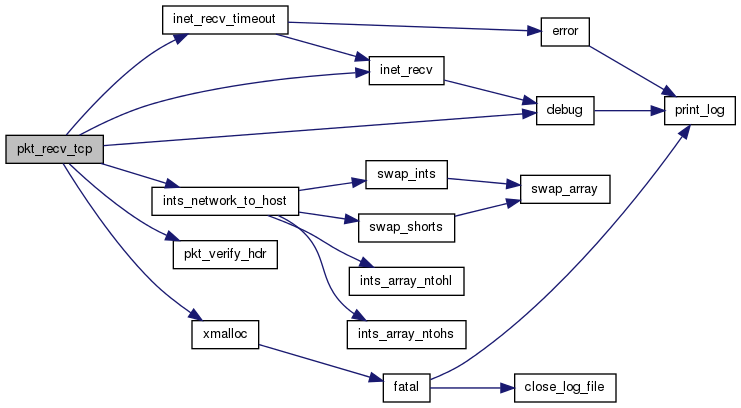 inet_recv_timeout
error
inet_recv
debug
print_log
pkt_recv_tcp
swap_ints
swap_array
ints_network_to_host
swap_shorts
pkt_verify_hdr
ints_array_ntohl
xmalloc
ints_array_ntohs
fatal
close_log_file